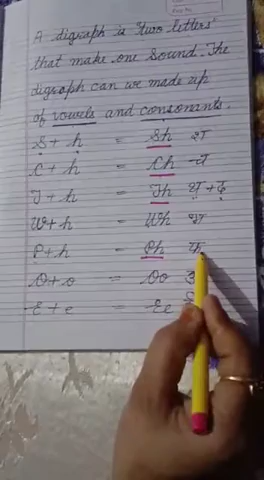 A digraph is two letters
that make one sound. The
digraph can we made up
of vowels and consonants.
S + h = Sh श
C + h = Ch च
T + h = Th थ + द
W + h = Wh
P + h = Ph फ
O + o = Oo
E + e = Ee